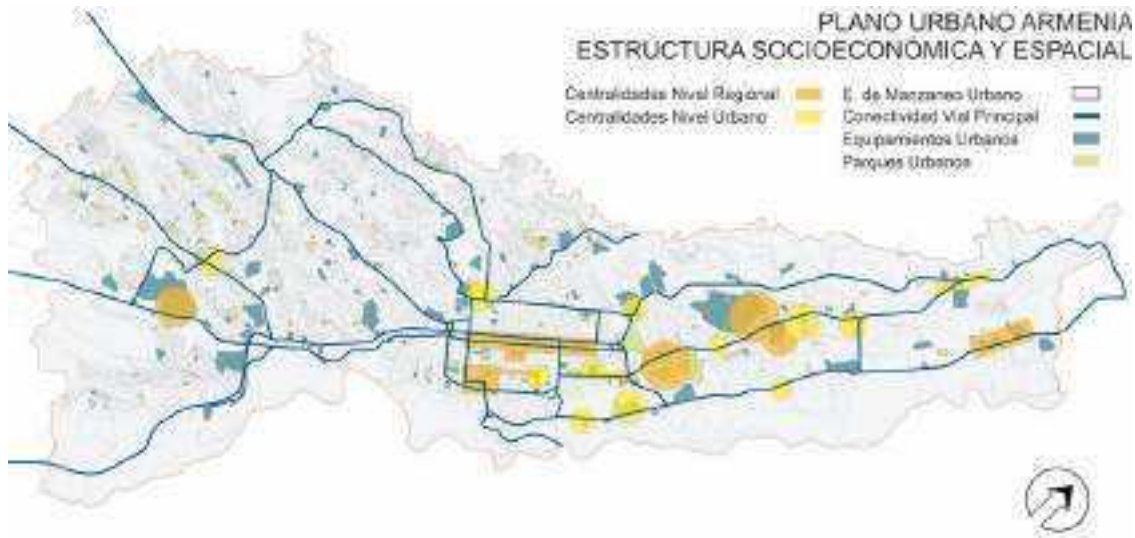 PLANO URBANO ARMENIA
ESTRUCTURA SOCIOECONÓMICA Y ESPACIAL
Centralidades Nivel Regional
Centralidades Nivel Urbano
E. de Manzaneo Urbano
Conectividad Vial Principal
Equipamientos Urbanos
Parques Urbanos